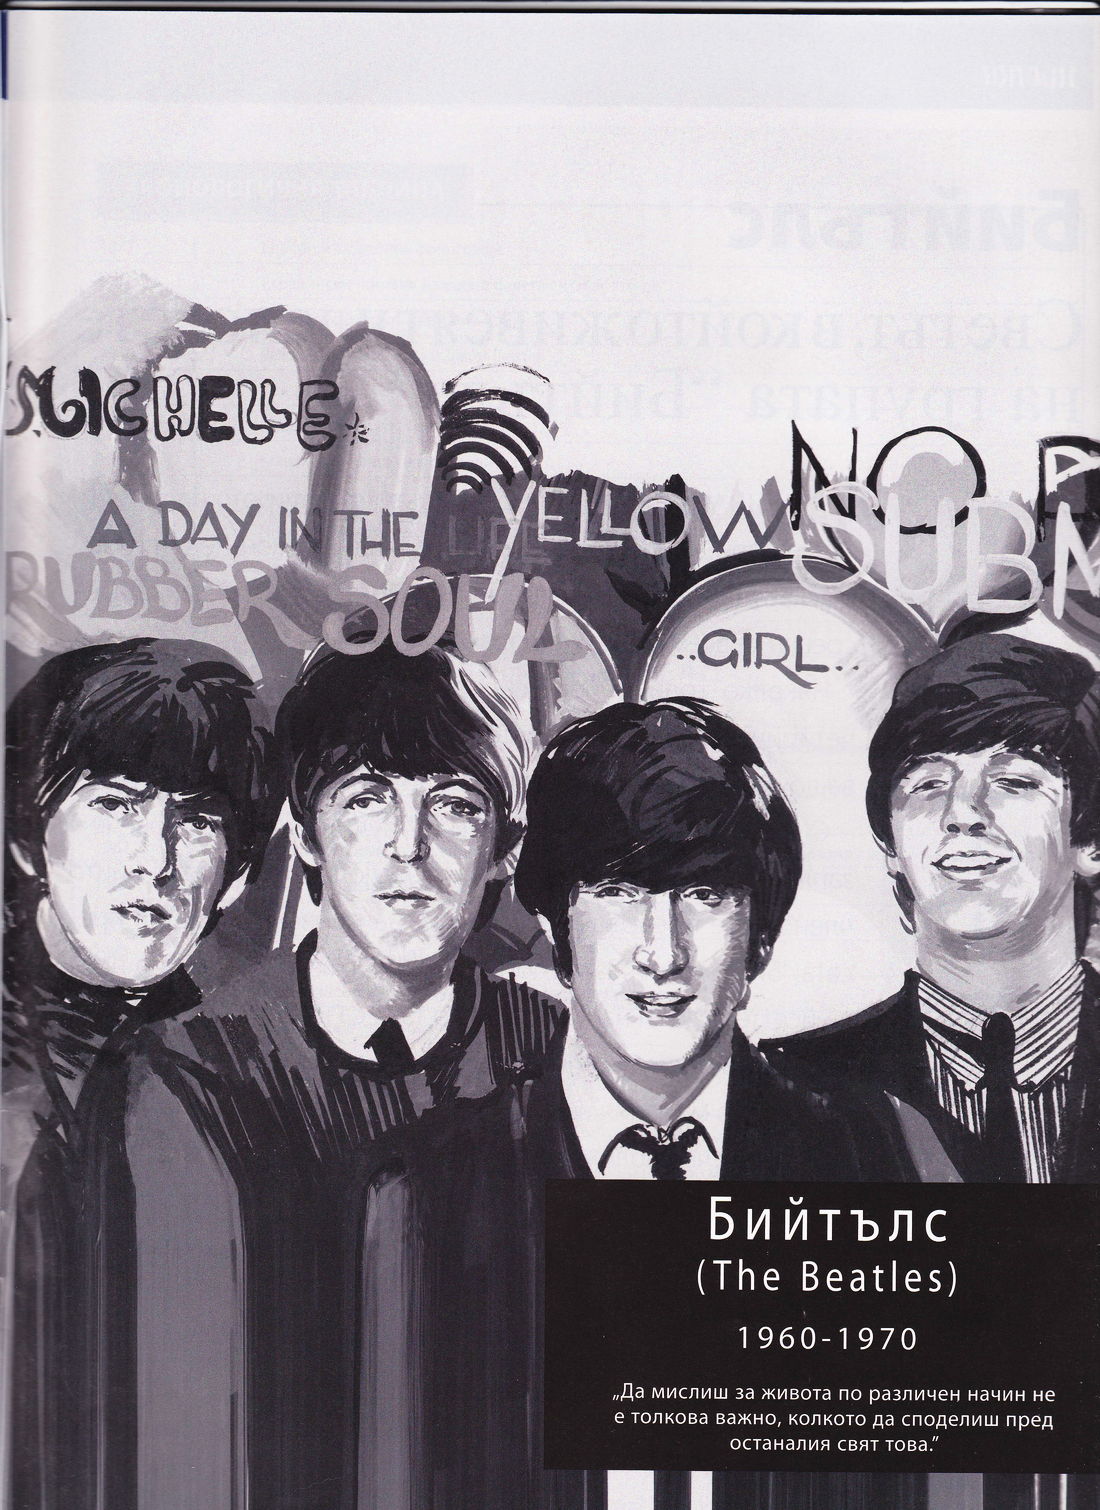 Бийтълс
MICHELLE
NO
A DAY IN THE LIFE
YELLOW SUBM
RUBBER SOUL
..GIRL..
Бийтълс
(The Beatles)
1960-1970
„Да мислиш за живота по различен начин не
е толкова важно, колкото да споделиш пред
останалия свят това.”